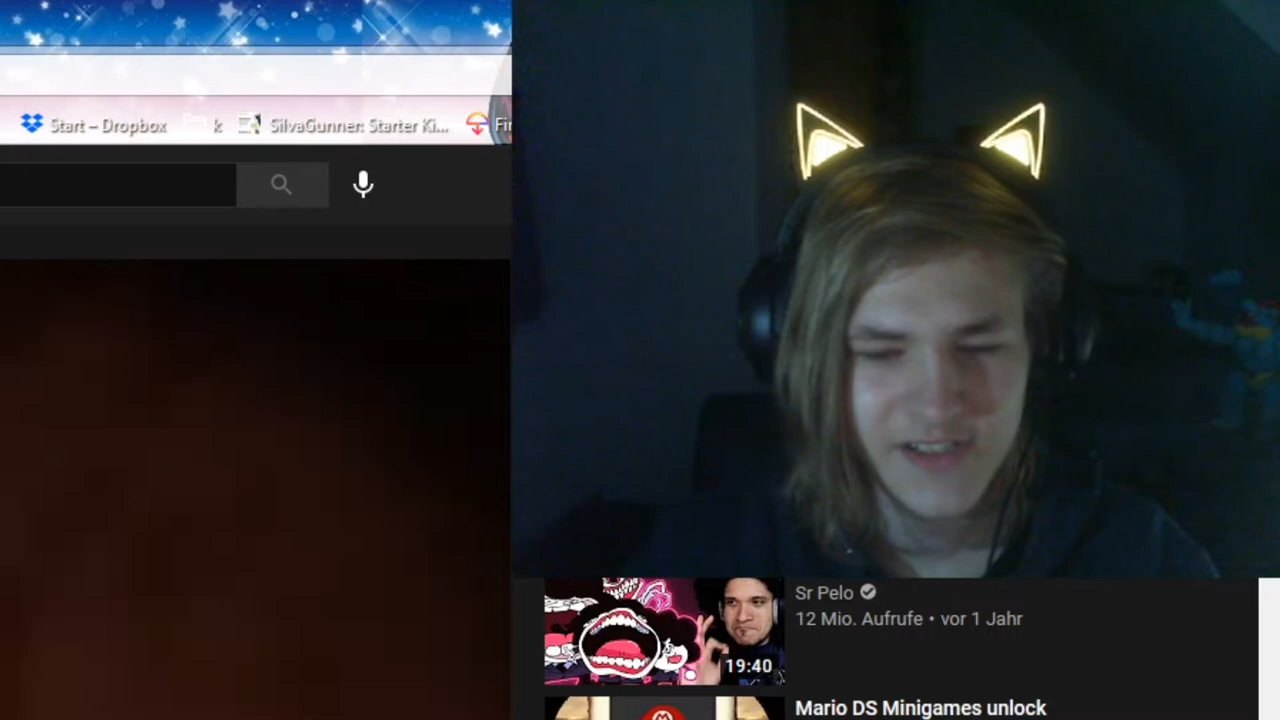 Start – Dropbox
k
SilvaGunner: Starter Ki...
Fir
Sr Pelo
12 Mio. Aufrufe • vor 1 Jahr
19:40
M
Mario DS Minigames unlock